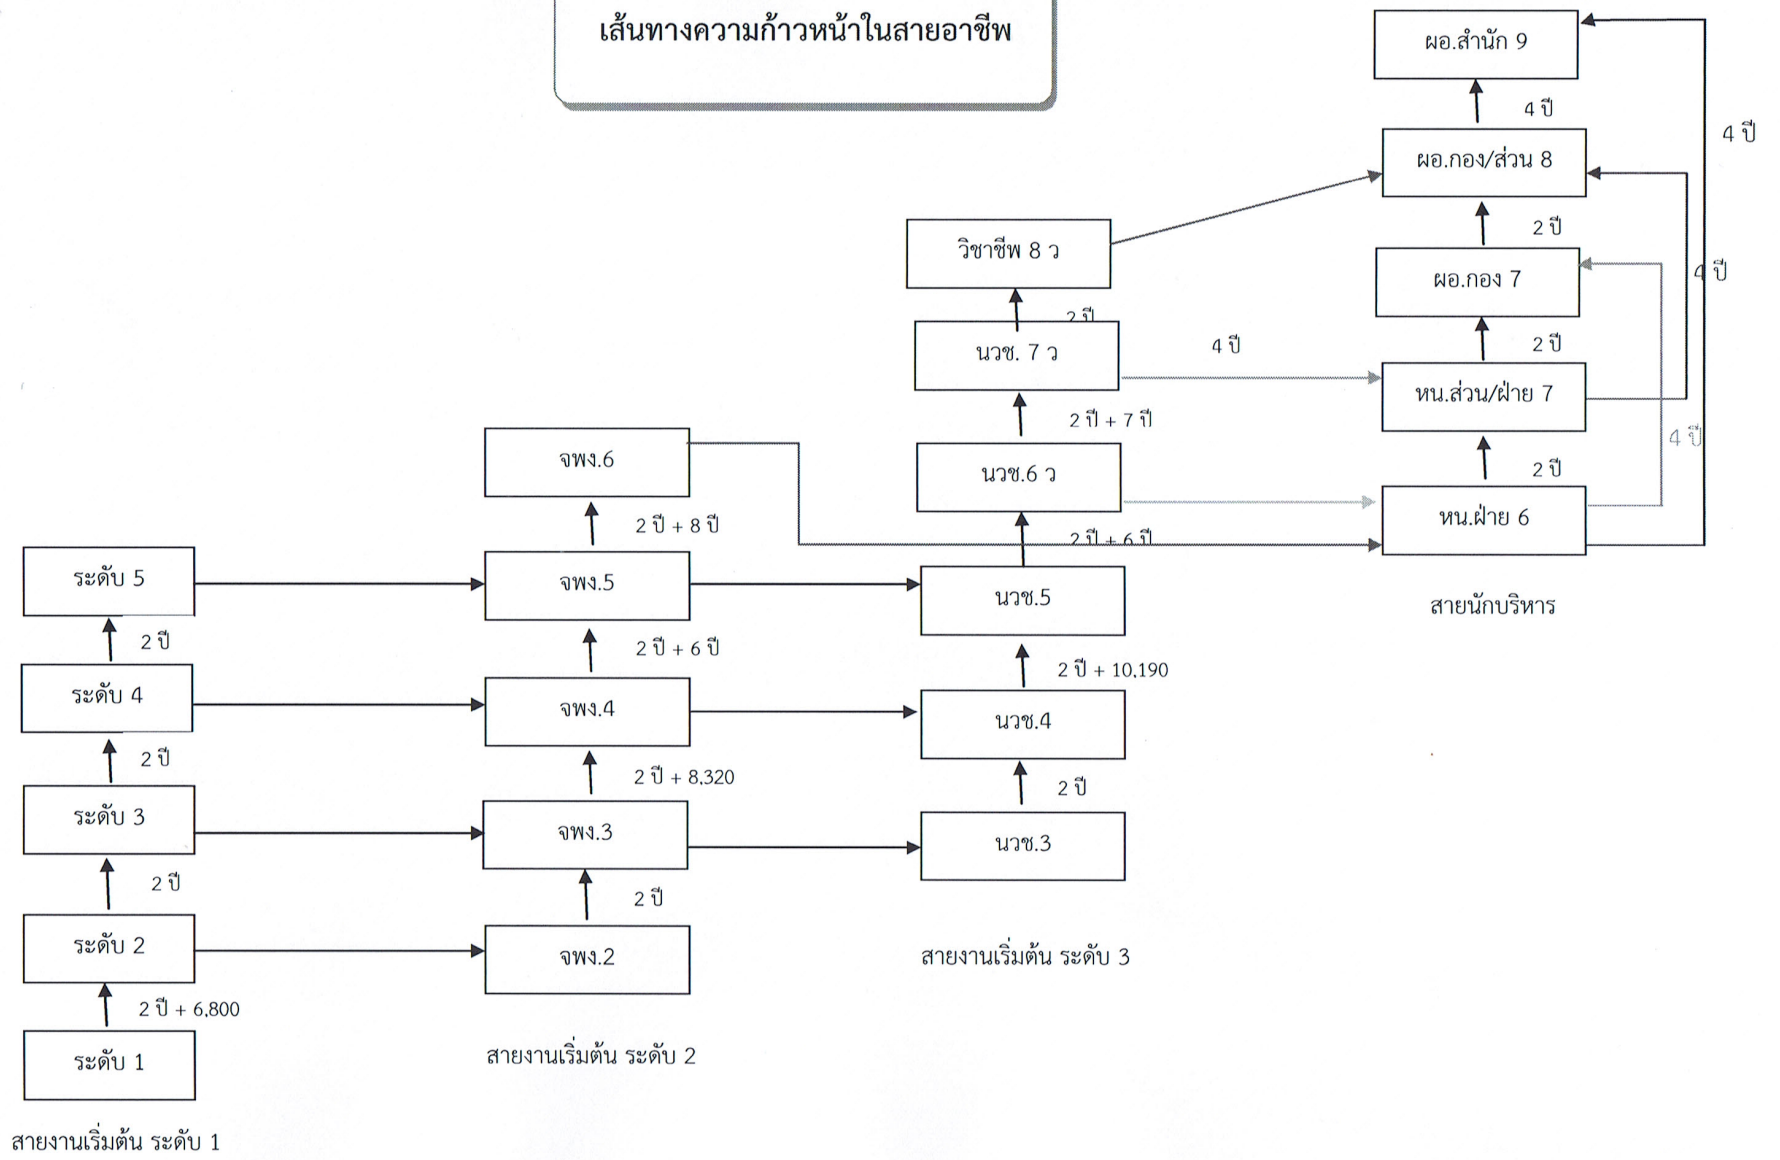 เส้นทางความก้าวหน้าในสายอาชีพ
ผอ.สำนัก 9
4 ปี
4 ปี
ผอ.กอง/ส่วน 8
2 ปี
วิชาชีพ 8 ว
ผอ.กอง 7
4 ปี
2 ปี
นวช. 7 ว
4 ปี
2 ปี
หน.ส่วน/ฝ่าย 7
2 ปี + 7 ปี
4 ปี
จพง.6
นวช.6 ว
2 ปี
หน.ฝ่าย 6
2 ปี + 8 ปี
2 ปี + 6 ปี
ระดับ 5
จพง.5
นวช.5
สายนักบริหาร
2 ปี
2 ปี + 6 ปี
2 ปี + 10,190
ระดับ 4
จพง.4
นวช.4
2 ปี
2 ปี + 8,320
2 ปี
ระดับ 3
จพง.3
นวช.3
2 ปี
2 ปี
ระดับ 2
จพง.2
สายงานเริ่มต้น ระดับ 3
2 ปี + 6,800
ระดับ 1
สายงานเริ่มต้น ระดับ 2
สายงานเริ่มต้น ระดับ 1